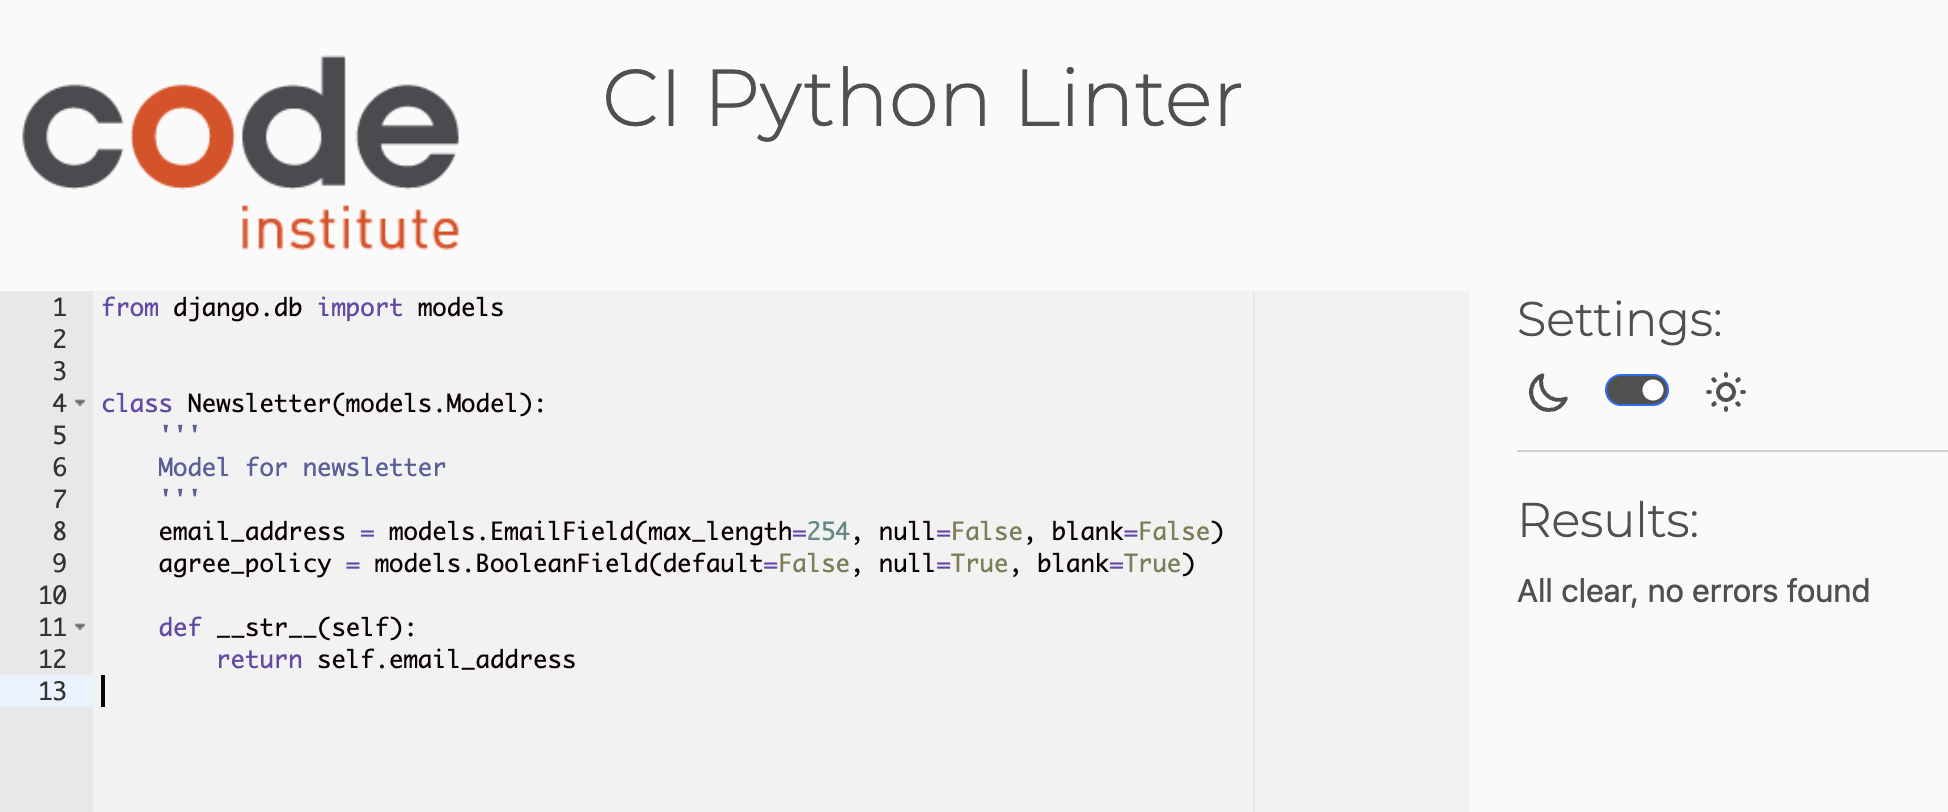 code
institute
CI Python Linter
1 from django.db import models
2
3
4 class Newsletter(models.Model):
5     '''
6     Model for newsletter
7     '''
8     email_address = models.EmailField(max_length=254, null=False, blank=False)
9     agree_policy = models.BooleanField(default=False, null=True, blank=True)
10
11     def __str__(self):
12         return self.email_address
13
Settings:
Results:
All clear, no errors found